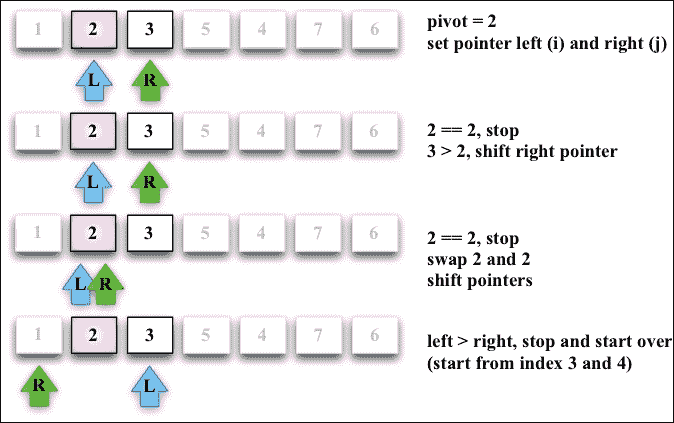 1 2 3 5 4 7 6
pivot = 2
set pointer left (i) and right (j)
L R
1 2 3 5 4 7 6
2 == 2, stop
3 > 2, shift right pointer
L R
1 2 3 5 4 7 6
2 == 2, stop
swap 2 and 2
shift pointers
L R
1 2 3 5 4 7 6
left > right, stop and start over
(start from index 3 and 4)
R L